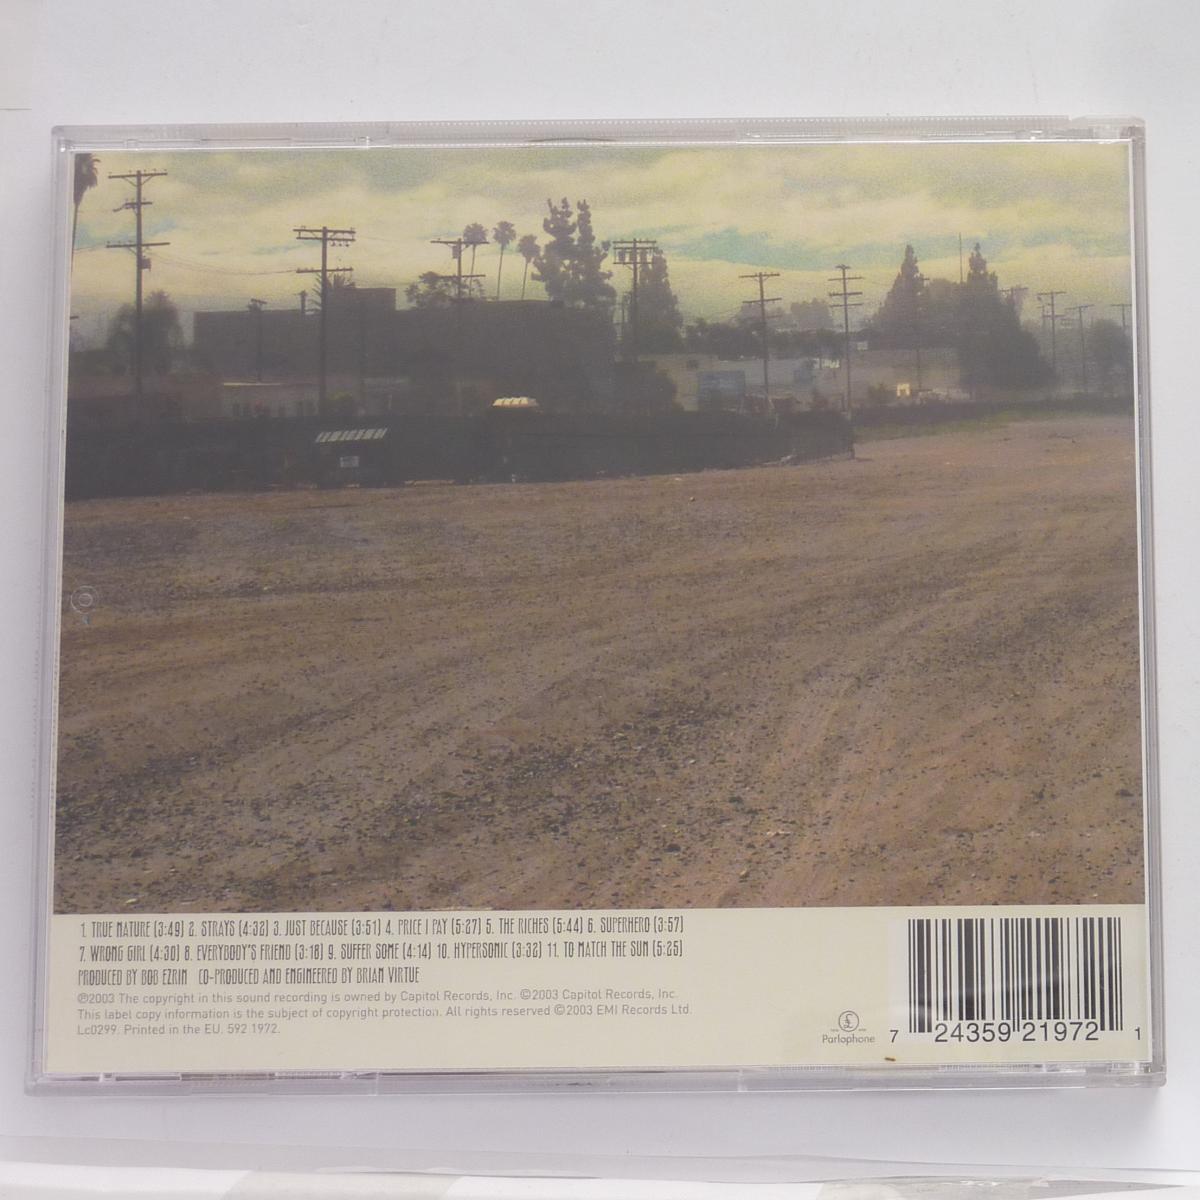 1. TRUE NATURE (3:49) 2. STRAYS (4:32) 3. JUST BECAUSE (3:51) 4. PRICE I PAY (5:27) 5. THE RICHES (5:44) 6. SUPERHERO (3:57)
7. WRONG GIRL (4:30) 8. EVERYBODY'S FRIEND (3:18) 9. SUFFER SOME (4:14) 10. HYPERSONIC (3:32) 11. TO MATCH THE SUN (5:25)
PRODUCED BY BOB EZRIN CO-PRODUCED AND ENGINEERED BY BRIAN VIRTUE
℗2003 The copyright in this sound recording is owned by Capitol Records, Inc. ©2003 Capitol Records, Inc.
This label copy information is the subject of copyright protection. All rights reserved ©2003 EMI Records Ltd.
Lc0299. Printed in the EU. 592 1972.
£
Parlophone
7 24359 21972 1